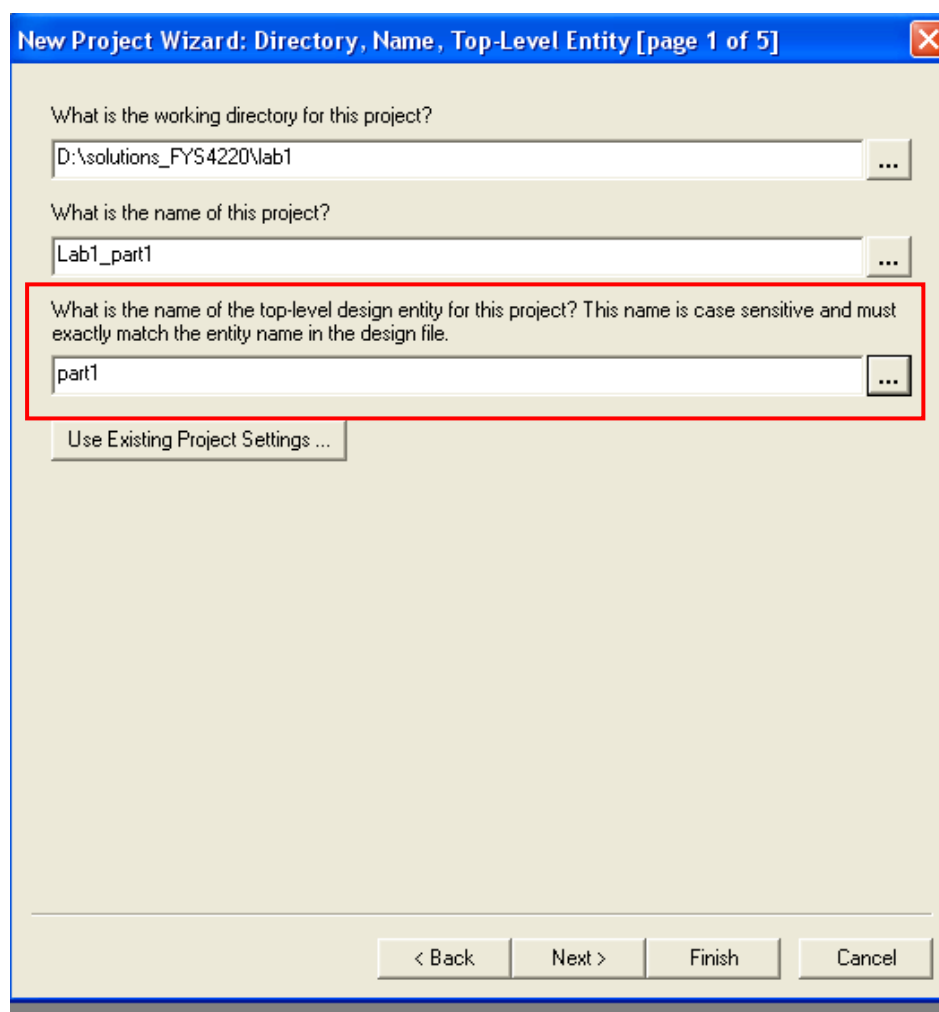 New Project Wizard: Directory, Name, Top-Level Entity [page 1 of 5]
What is the working directory for this project?
D:\solutions_FYS4220\lab1
...
What is the name of this project?
Lab1_part1
...
What is the name of the top-level design entity for this project? This name is case sensitive and must
exactly match the entity name in the design file.
part1
...
Use Existing Project Settings ...
< Back
Next >
Finish
Cancel